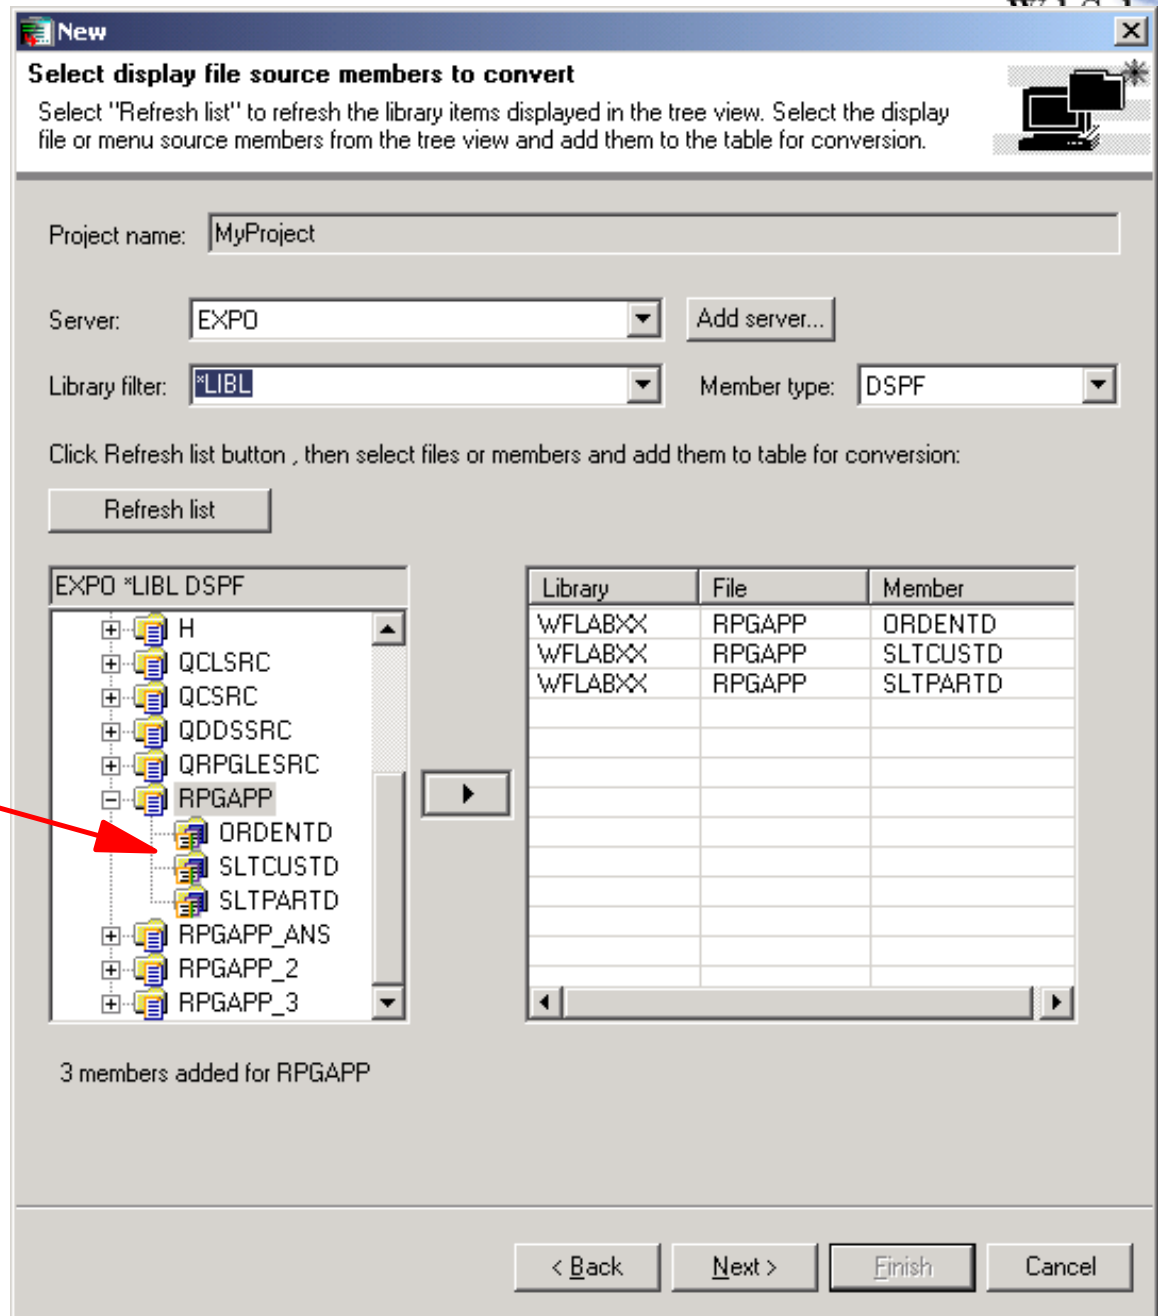 New
Select display file source members to convert
Select "Refresh list" to refresh the library items displayed in the tree view. Select the display
file or menu source members from the tree view and add them to the table for conversion.
Project name: MyProject
Server: EXPO Add server...
Library filter: *LIBL Member type: DSPF
Click Refresh list button , then select files or members and add them to table for conversion:
Refresh list
EXPO *LIBL DSPF
H
QCLSRC
QCSRC
QDDSSRC
QRPGLESRC
RPGAPP
ORDENTD
SLTCUSTD
SLTPARTD
RPGAPP_ANS
RPGAPP_2
RPGAPP_3
Library File Member
WFLABXX RPGAPP ORDENTD
WFLABXX RPGAPP SLTCUSTD
WFLABXX RPGAPP SLTPARTD
3 members added for RPGAPP
< Back Next > Finish Cancel